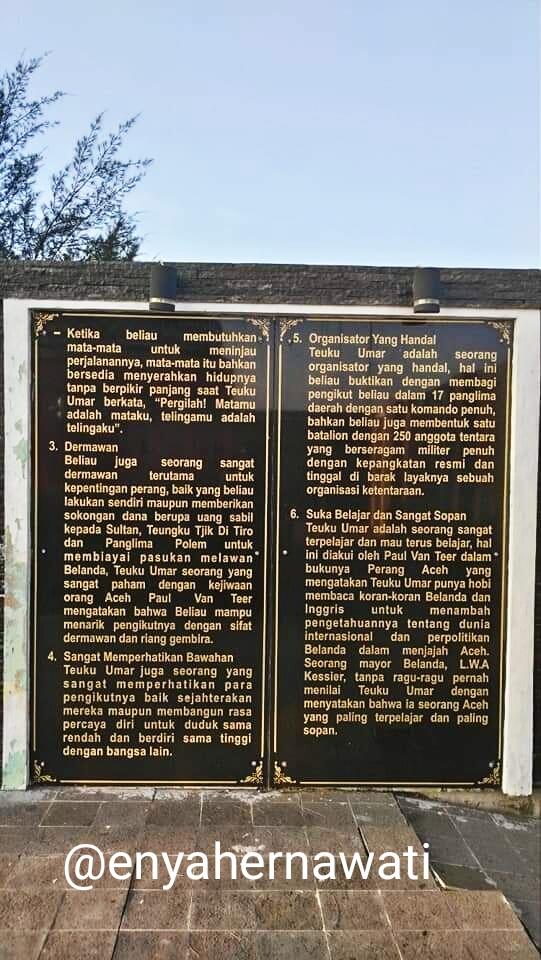 - Ketika beliau membutuhkan
mata-mata untuk meninjau
perjalanannya, mata-mata itu bahkan
bersedia menyerahkan hidupnya
tanpa berpikir panjang saat Teuku
Umar berkata, "Pergilah! Matamu
adalah mataku, telingamu adalah
telingaku".
3. Dermawan
Beliau juga seorang sangat
dermawan terutama untuk
kepentingan perang, baik yang beliau
lakukan sendiri maupun memberikan
sokongan dana berupa uang sabil
kepada Sultan, Teungku Tjik Di Tiro
dan Panglima Polem untuk
membiayai pasukan melawan
Belanda, Teuku Umar seorang yang
sangat paham dengan kejiwaan
orang Aceh Paul Van Teer
mengatakan bahwa Beliau mampu
menarik pengikutnya dengan sifat
dermawan dan riang gembira.
4. Sangat Memperhatikan Bawahan
Teuku Umar juga seorang yang
sangat memperhatikan para
pengikutnya baik sejahterakan
mereka maupun membangun rasa
percaya diri untuk duduk sama
rendah dan berdiri sama tinggi
dengan bangsa lain.
5. Organisator Yang Handal
Teuku Umar adalah seorang
organisator yang handal, hal ini
beliau buktikan dengan membagi
pengikut beliau dalam 17 panglima
daerah dengan satu komando penuh,
bahkan beliau juga membentuk satu
batalion dengan 250 anggota tentara
yang berseragam militer penuh
dengan kepangkatan resmi dan
tinggal di barak layaknya sebuah
organisasi ketentaraan.
6. Suka Belajar dan Sangat Sopan
Teuku Umar adalah seorang sangat
terpelajar dan mau terus belajar, hal
ini diakui oleh Paul Van Teer dalam
bukunya Perang Aceh yang
mengatakan Teuku Umar punya hobi
membaca koran-koran Belanda dan
Inggris untuk menambah
pengetahuannya tentang dunia
internasional dan perpolitikan
Belanda dalam menjajah Aceh.
Seorang mayor Belanda, L.W.A
Kessier, tanpa ragu-ragu pernah
menilai Teuku Umar dengan
menyatakan bahwa ia seorang Aceh
yang paling terpelajar dan paling
sopan.
@enyahernawati